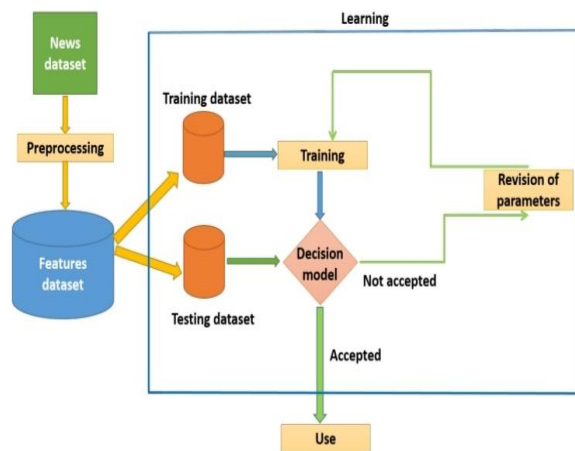 Learning
News
dataset
Preprocessing
Features
dataset
Training dataset
Training
Revision of
parameters
Decision
model
Not accepted
Testing dataset
Accepted
Use